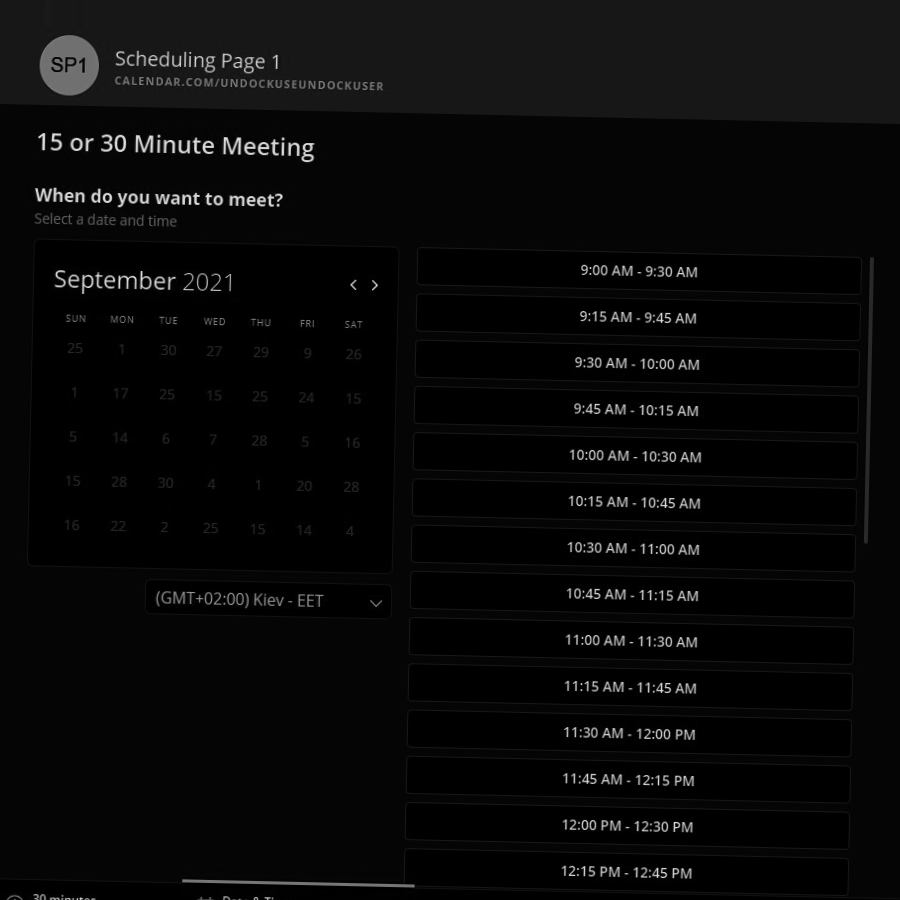 SP1
Scheduling Page 1
CALENDAR.COM/UNDOCKUSEUNDOCKUSER
15 or 30 Minute Meeting
When do you want to meet?
Select a date and time
September 2021
SUN MON TUE WED THU FRI SAT
25 1 30 27 29 9 26
1 17 25 15 25 24 15
5 14 6 7 28 5 16
15 28 30 4 1 20 28
16 22 2 25 15 14 4
(GMT+02:00) Kiev - EET
9:00 AM - 9:30 AM
9:15 AM - 9:45 AM
9:30 AM - 10:00 AM
9:45 AM - 10:15 AM
10:00 AM - 10:30 AM
10:15 AM - 10:45 AM
10:30 AM - 11:00 AM
10:45 AM - 11:15 AM
11:00 AM - 11:30 AM
11:15 AM - 11:45 AM
11:30 AM - 12:00 PM
11:45 AM - 12:15 PM
12:00 PM - 12:30 PM
12:15 PM - 12:45 PM
30 minutes
Date &